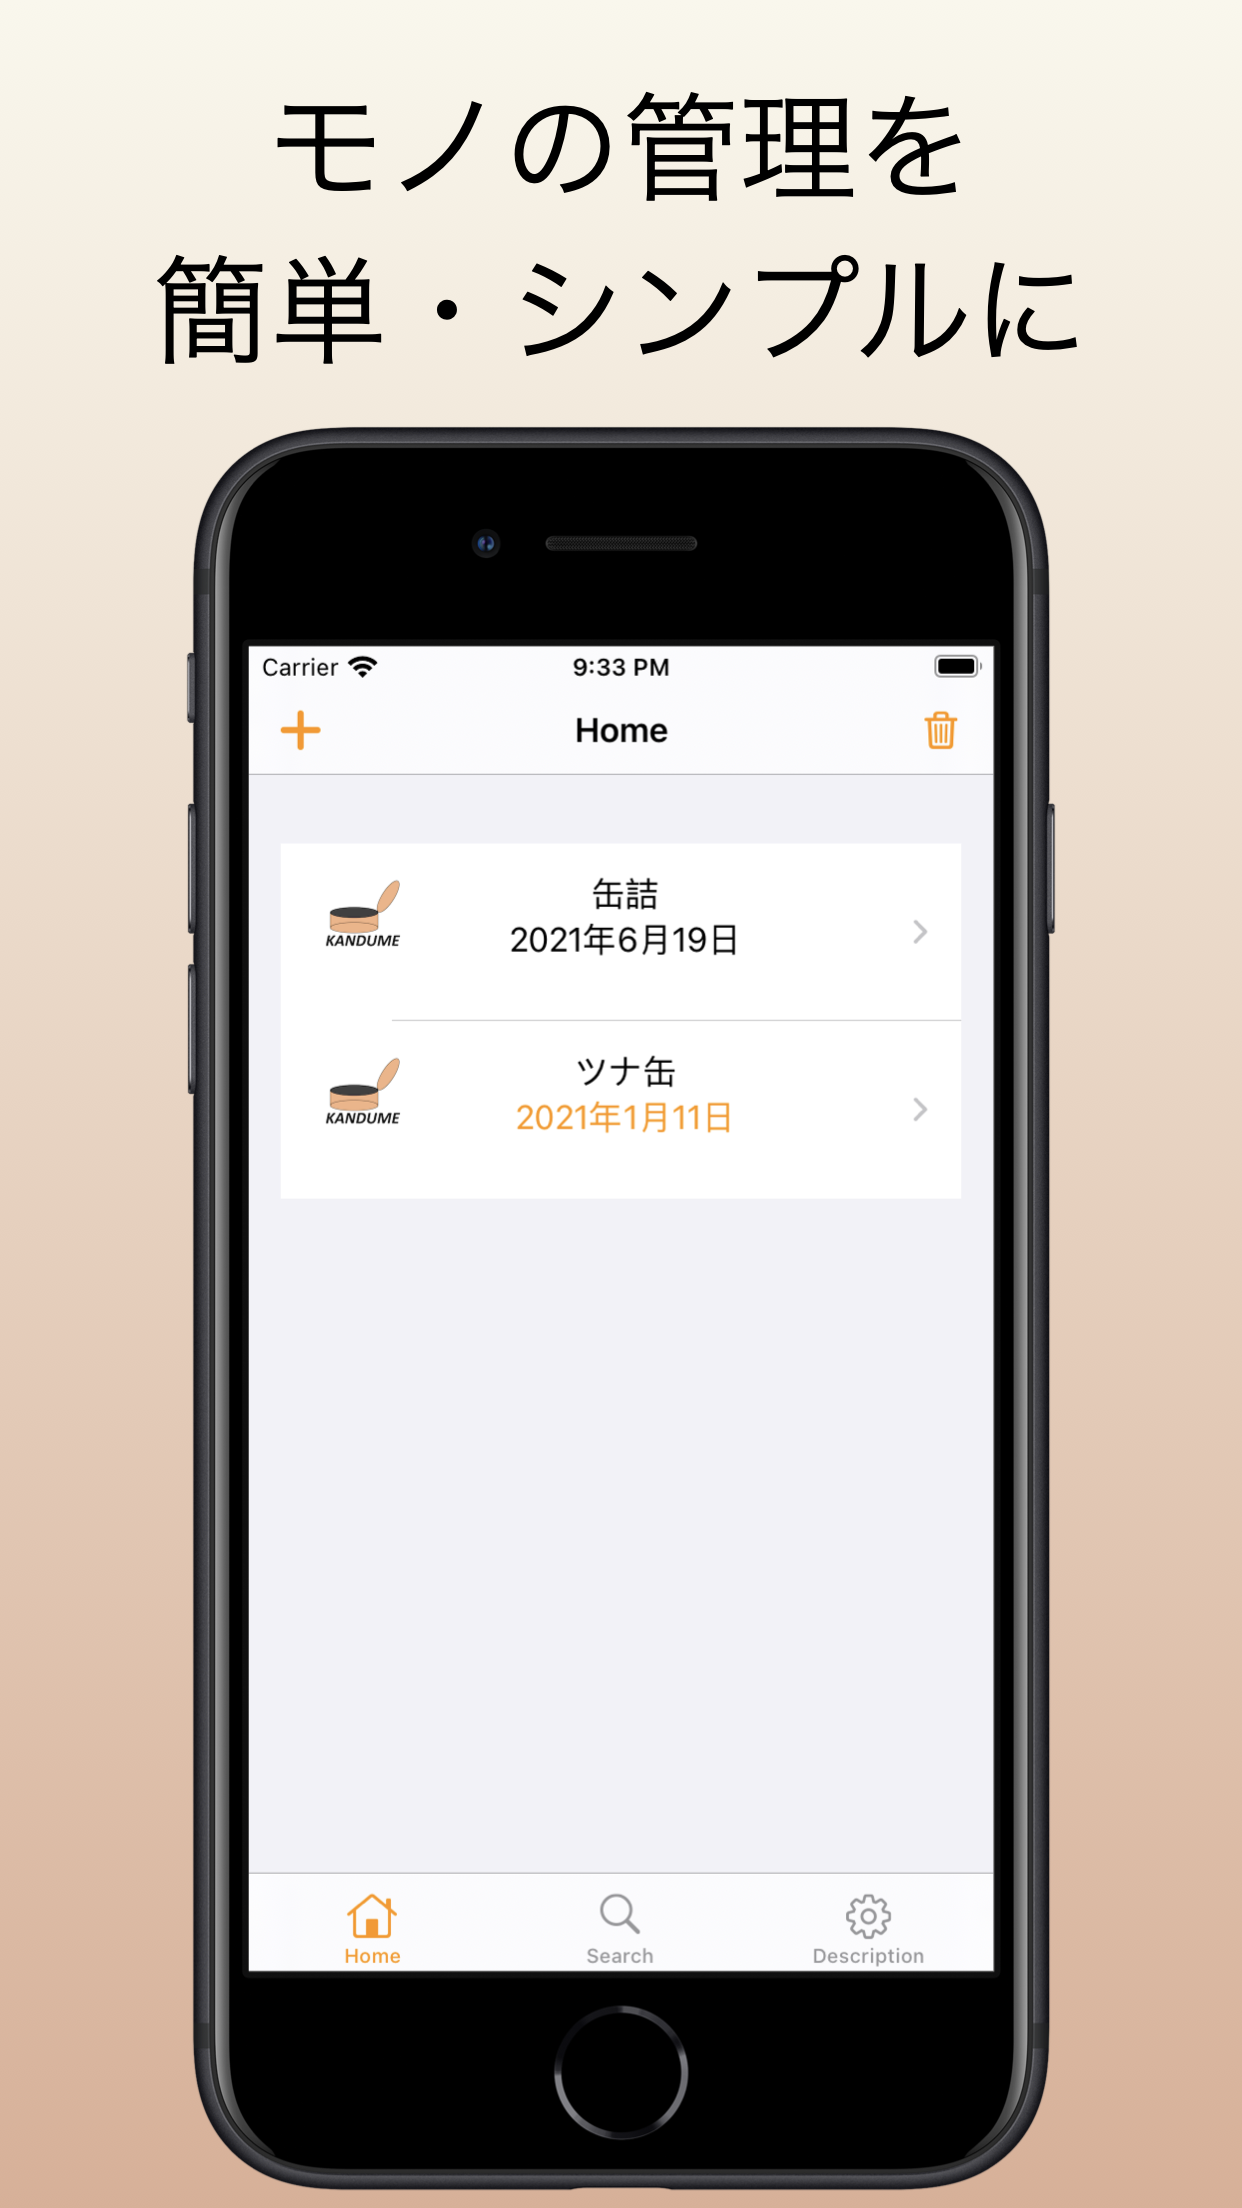 モノの管理を
簡単・シンプルに
Carrier
9:33 PM
Home
缶詰
2021年6月19日
KANDUME
ツナ缶
2021年1月11日
KANDUME
Home
Search
Description